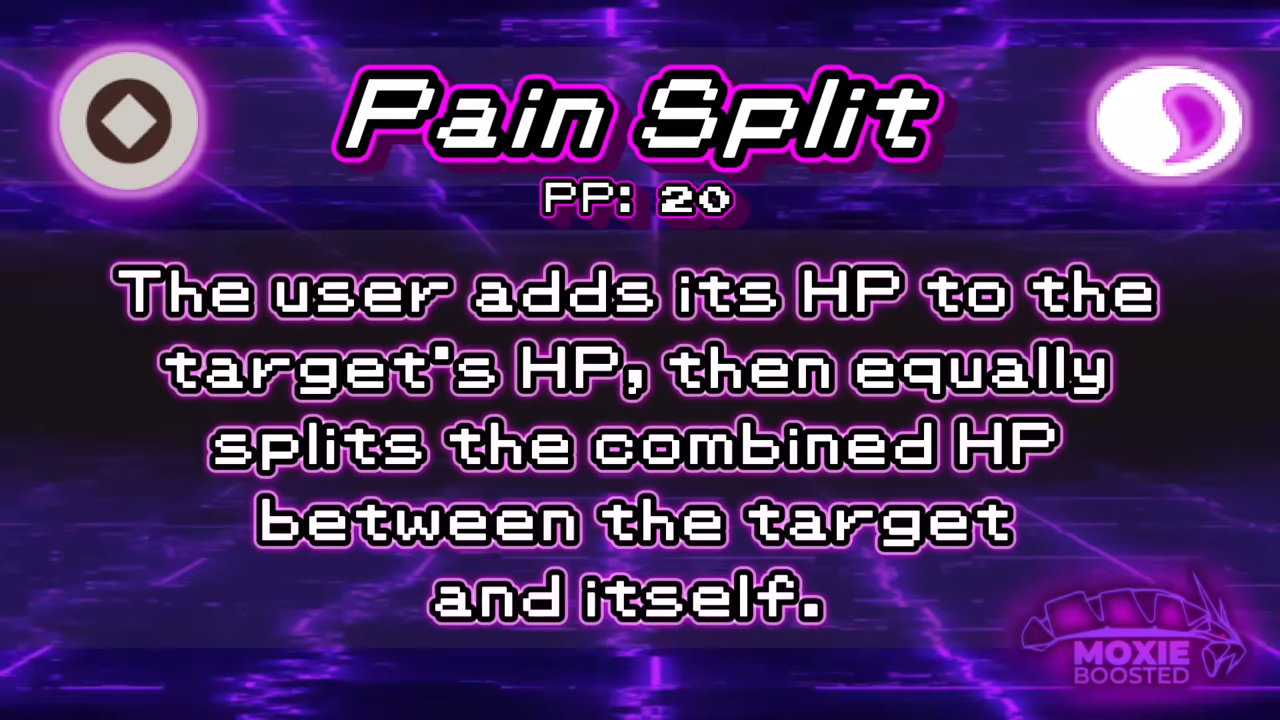 Pain Split
PP: 20
The user adds its HP to the
target's HP, then equally
splits the combined HP
between the target
and itself.
MOXIE
BOOSTED